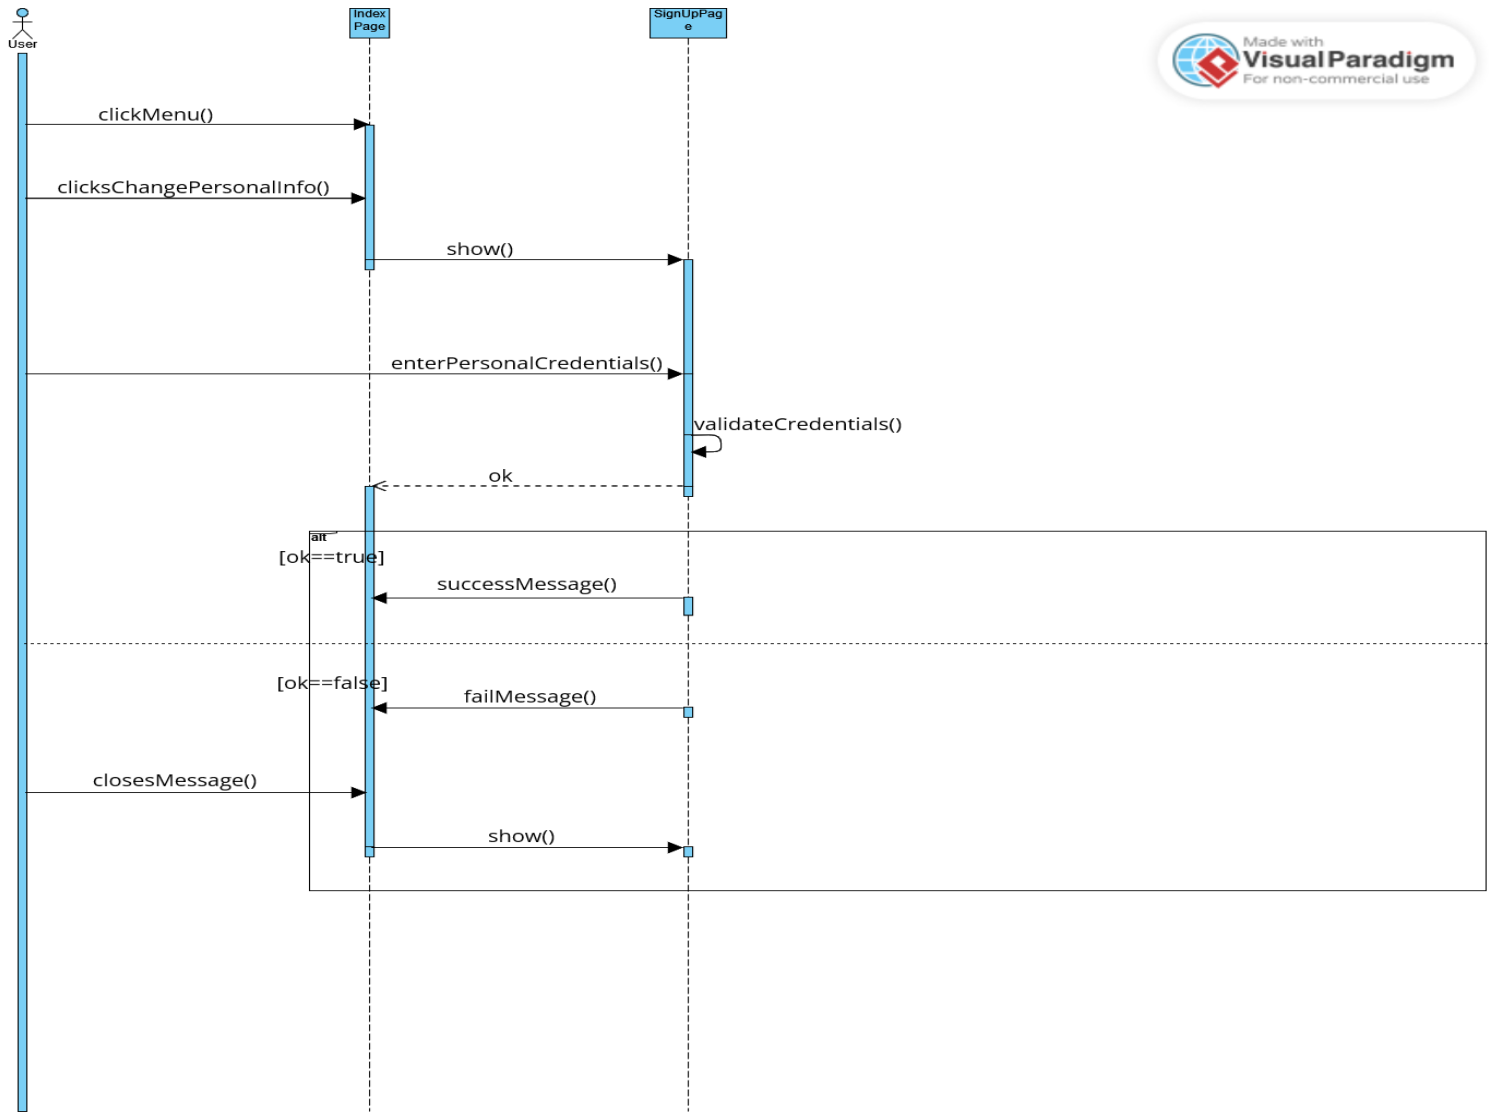 User
Index
Page
SignUpPag
e
Made with
Visual Paradigm
For non-commercial use
clickMenu()
clicksChangePersonalInfo()
show()
enterPersonalCredentials()
validateCredentials()
ok
alt
[ok==true]
successMessage()
[ok==false]
failMessage()
closesMessage()
show()